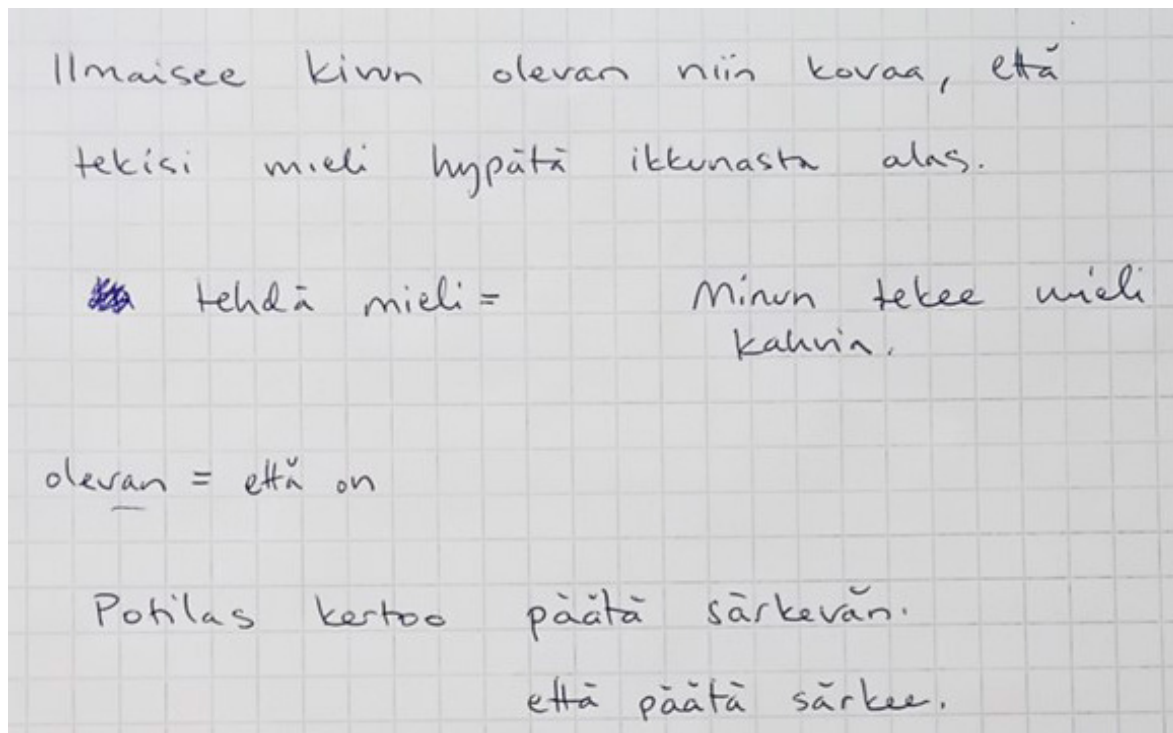 Ilmaisee kivun olevan niin kovaa, että
tekisi mieli hypätä ikkunasta alas.
tehdä mieli = Minun tekee mieli
kahvia.
olevan = että on
Potilas kertoo päätä särkevän.
että päätä särkee.